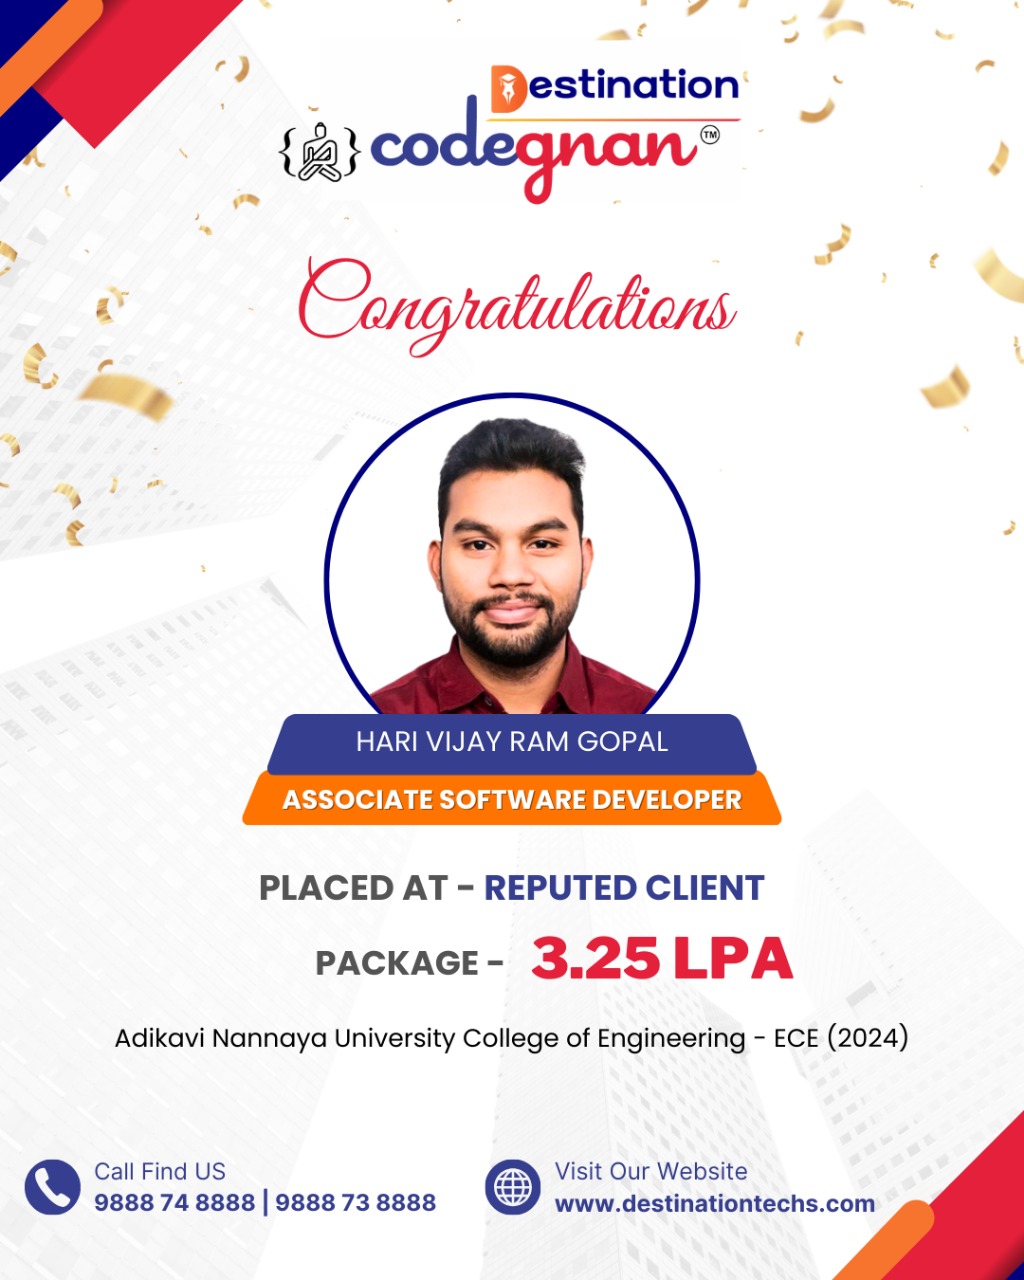 Destination
codegnan™
Congratulations
HARI VIJAY RAM GOPAL
ASSOCIATE SOFTWARE DEVELOPER
PLACED AT - REPUTED CLIENT
PACKAGE - 3.25 LPA
Adikavi Nannaya University College of Engineering - ECE (2024)
Call Find US
9888 74 8888 | 9888 73 8888
Visit Our Website
www.destinationtechs.com